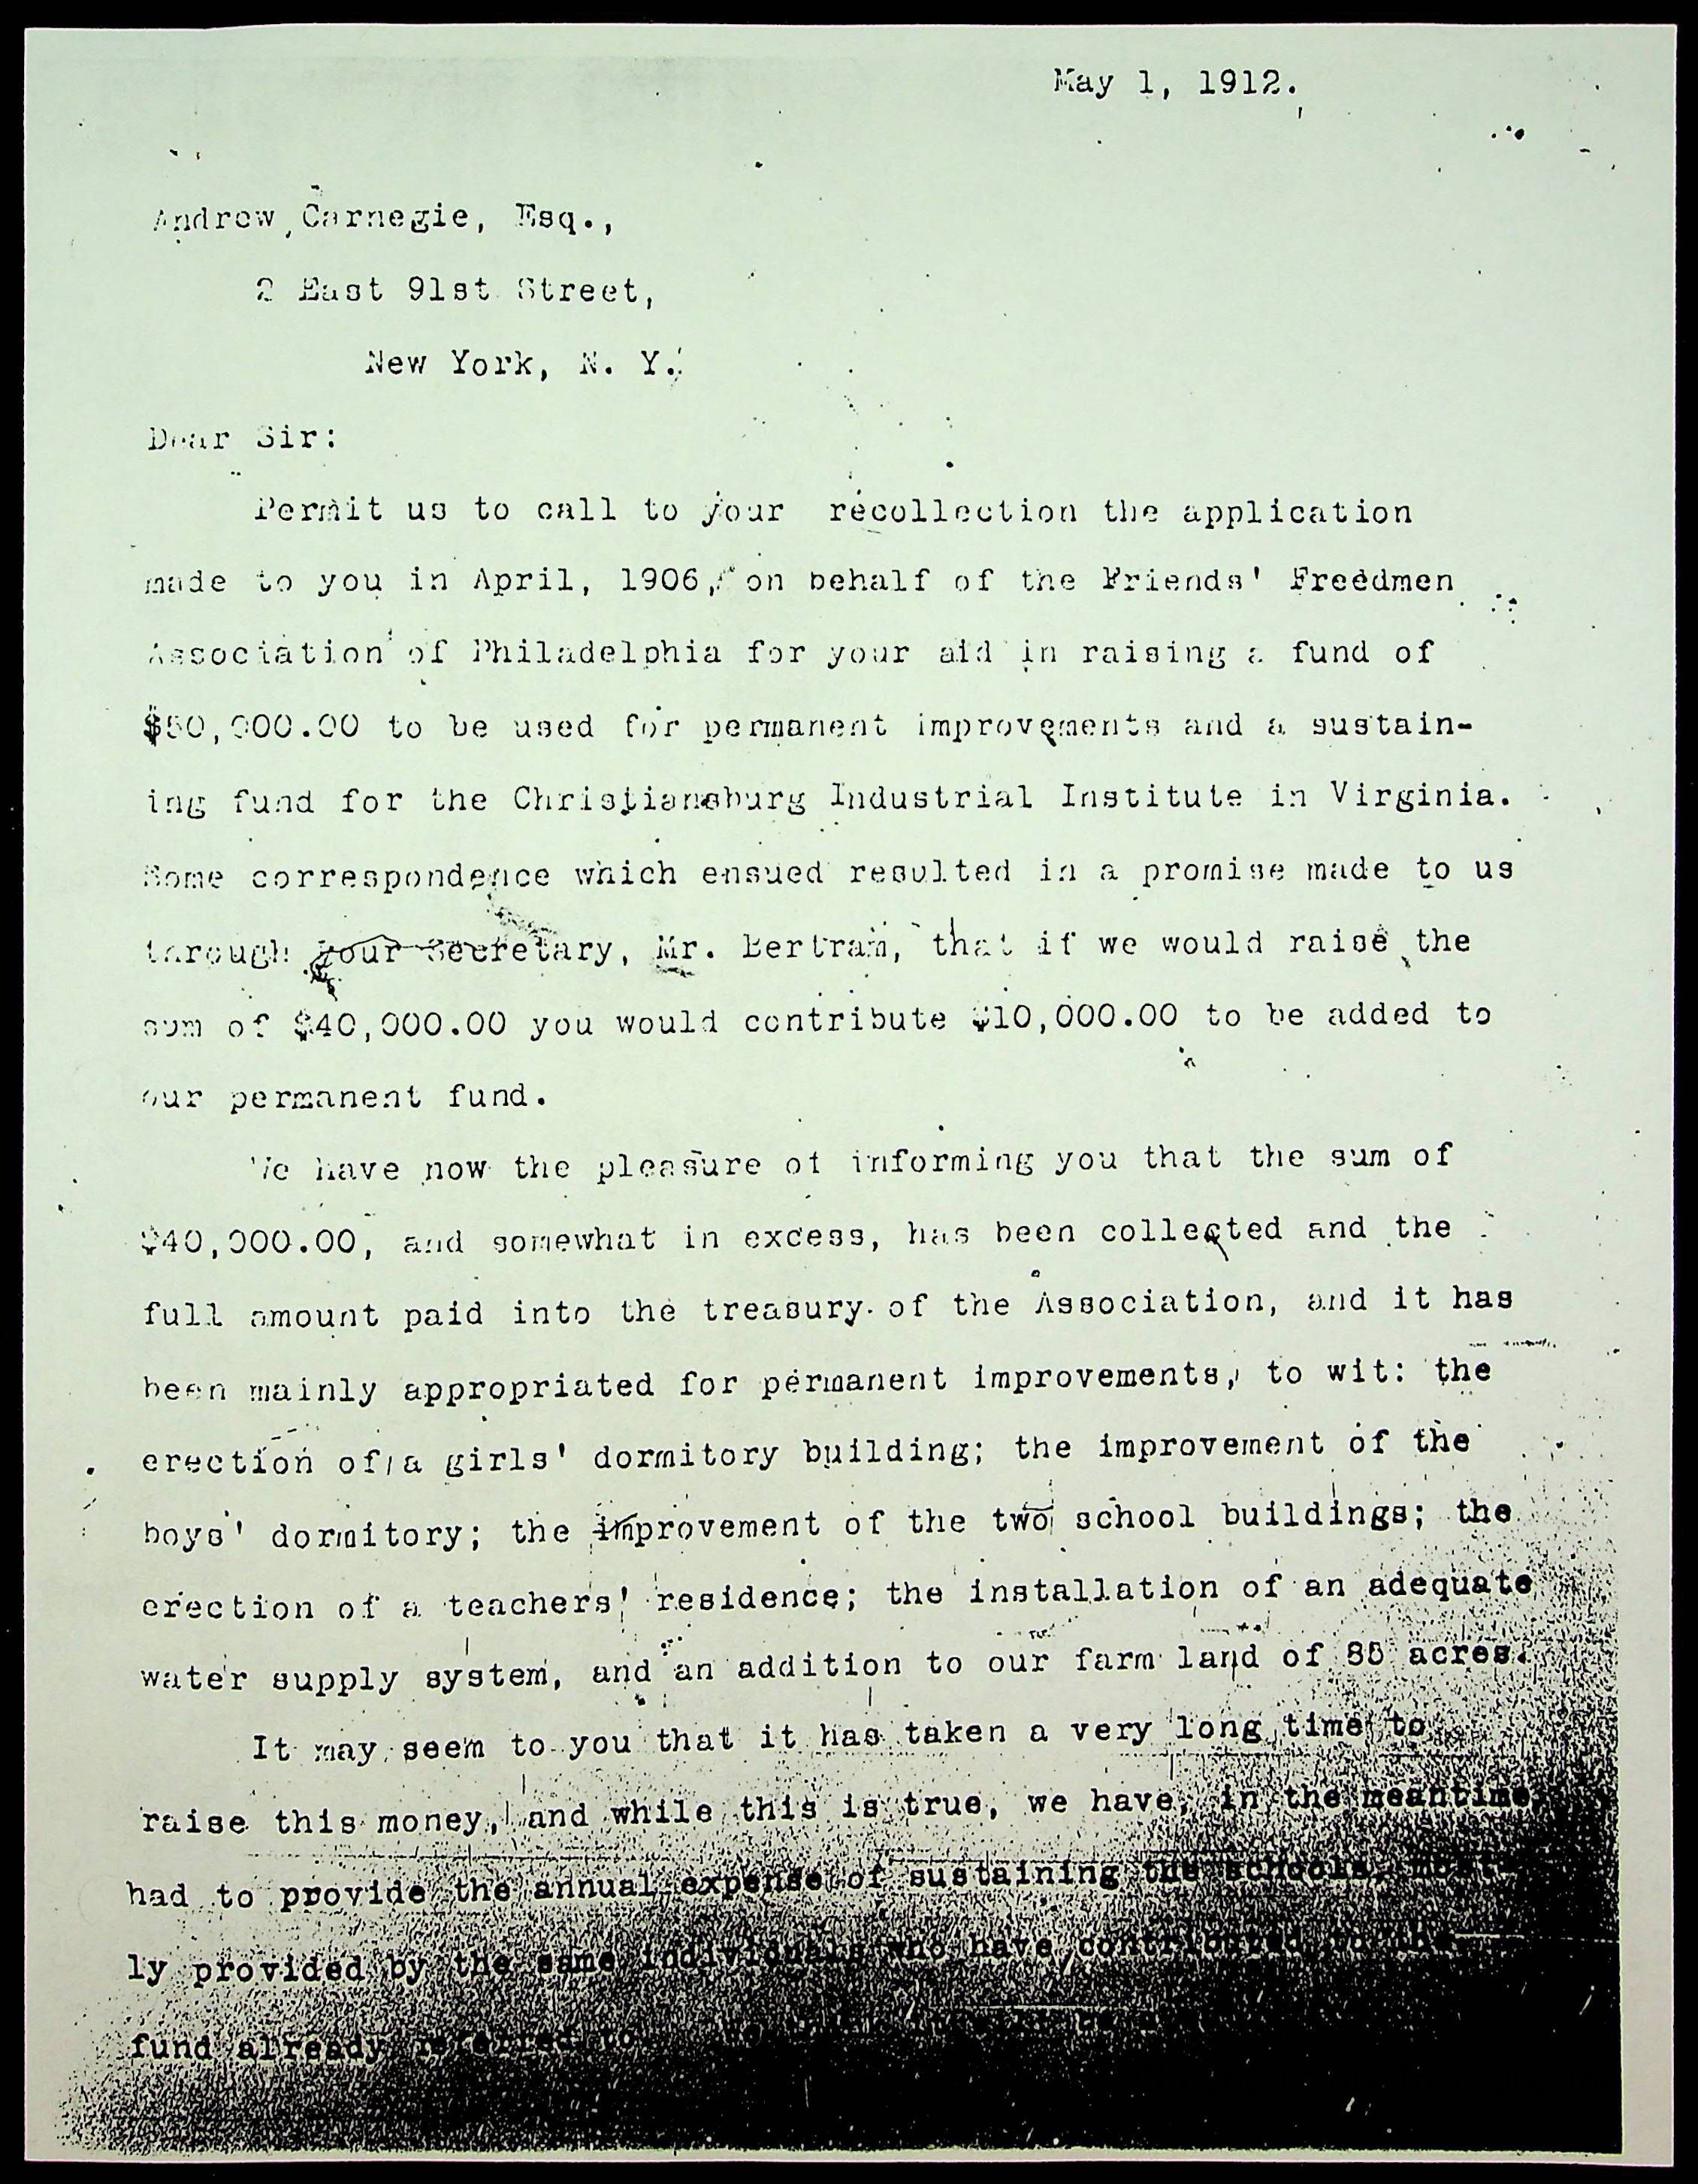 May 1, 1912.
Andrew Carnegie, Esq.,
2 East 91st Street,
New York, N. Y.
Dear Sir:
Permit us to call to your recollection the application
made to you in April, 1906, on behalf of the Friends' Freedmen
Association of Philadelphia for your aid in raising a fund of
$50,000.00 to be used for permanent improvements and a sustain-
ing fund for the Christiansburg Industrial Institute in Virginia.
Some correspondence which ensued resulted in a promise made to us
through your Secretary, Mr. Bertram, that if we would raise the
sum of $40,000.00 you would contribute $10,000.00 to be added to
our permanent fund.
We have now the pleasure of informing you that the sum of
$40,000.00, and somewhat in excess, has been collected and the
full amount paid into the treasury of the Association, and it has
been mainly appropriated for permanent improvements, to wit: the
erection of a girls' dormitory building; the improvement of the
boys' dormitory; the improvement of the two school buildings; the
erection of a teachers' residence; the installation of an adequate
water supply system, and an addition to our farm land of 85 acres.
It may seem to you that it has taken a very long time to
raise this money, and while this is true, we have, in the meantime,
had to provide the annual expense of sustaining the schools, most-
ly provided by the same individuals who have contributed to the
fund already referred to